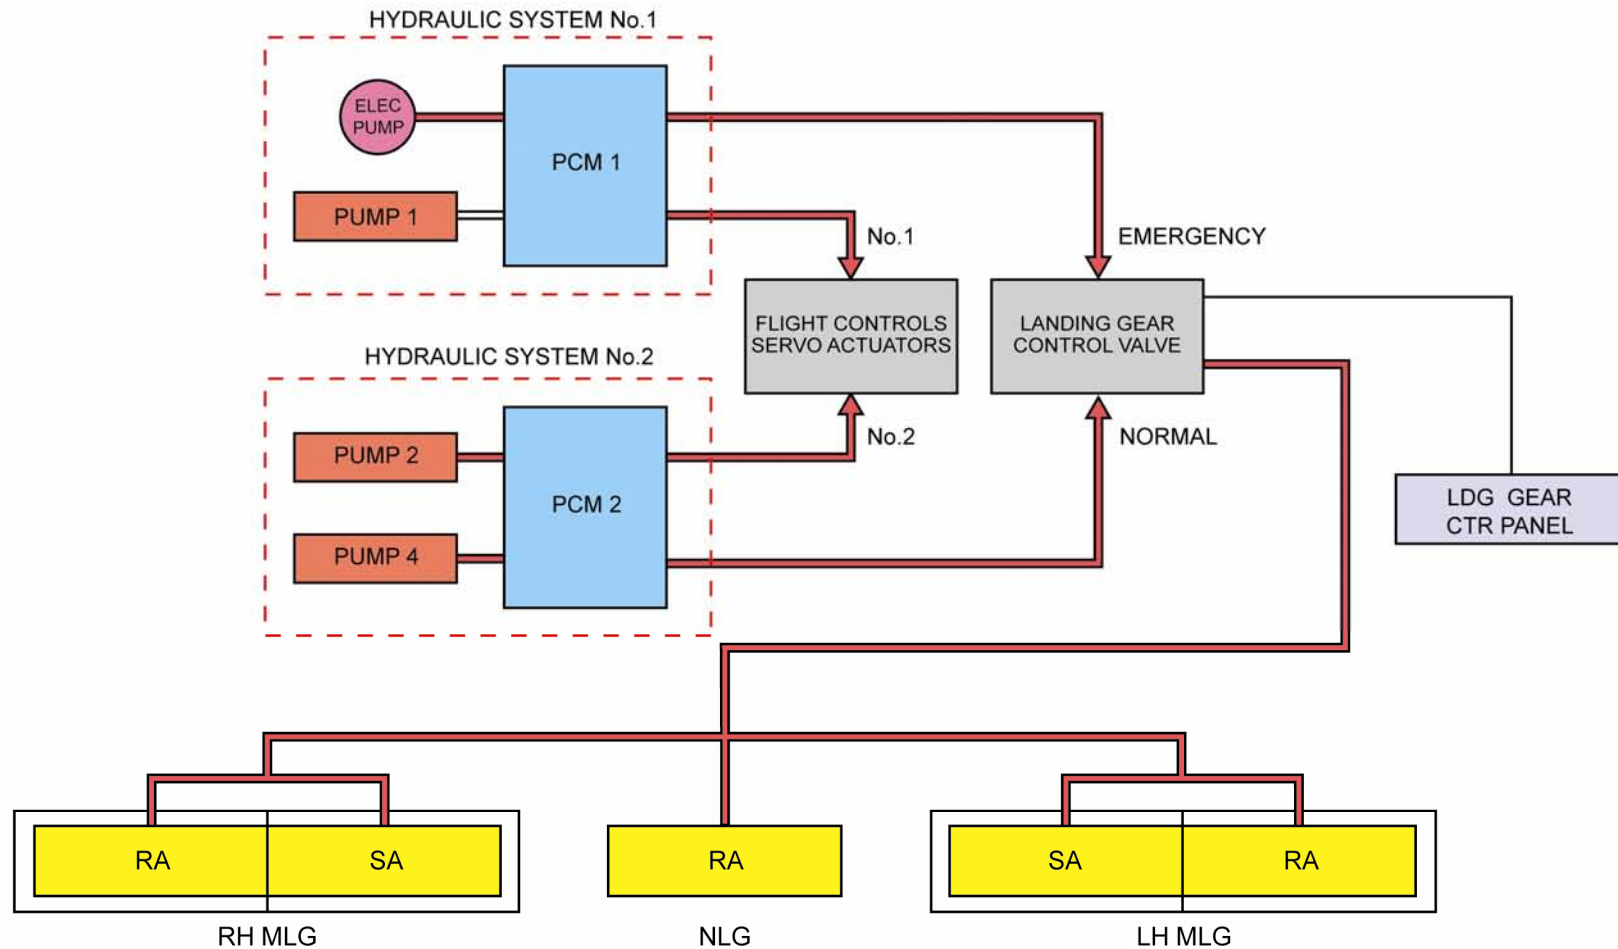 HYDRAULIC SYSTEM No.1
ELEC
PUMP
PCM 1
PUMP 1
No.1
EMERGENCY
FLIGHT CONTROLS
SERVO ACTUATORS
LANDING GEAR
CONTROL VALVE
HYDRAULIC SYSTEM No.2
PUMP 2
No.2
NORMAL
PCM 2
LDG GEAR
CTR PANEL
PUMP 4
RA
SA
RA
SA
RA
RH MLG
NLG
LH MLG